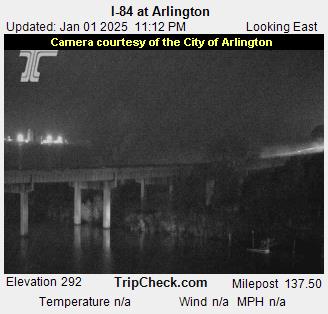 I-84 at Arlington
Updated: Jan 01 2025 11:12 PM Looking East
Camera courtesy of the City of Arlington
Elevation 292 TripCheck.com Milepost 137.50
Temperature n/a Wind n/a MPH n/a